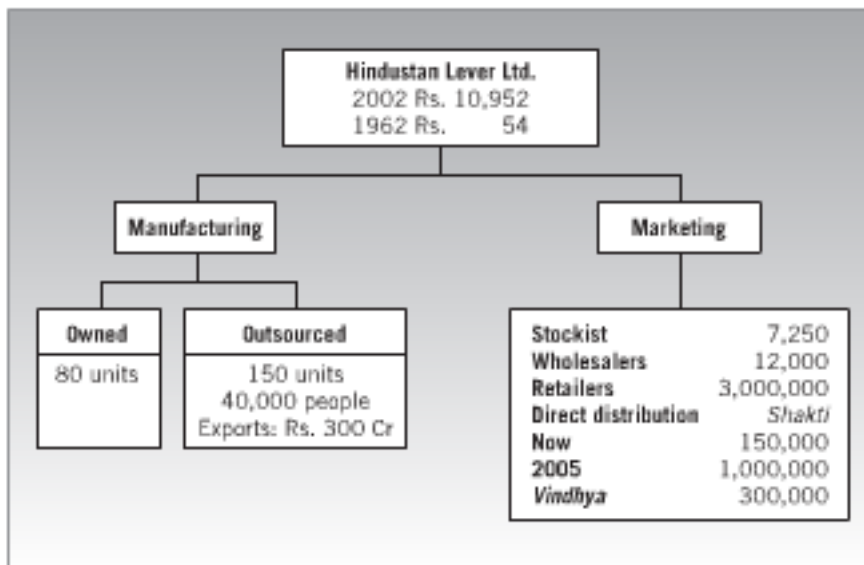 Hindustan Lever Ltd.
2002 Rs. 10,952
1962 Rs. 54
Manufacturing
Marketing
Owned
80 units
Outsourced
150 units
40,000 people
Exports: Rs. 300 Cr
Stockist 7,250
Wholesalers 12,000
Retailers 3,000,000
Direct distribution Shakti
Now 150,000
2005 1,000,000
Vindhya 300,000